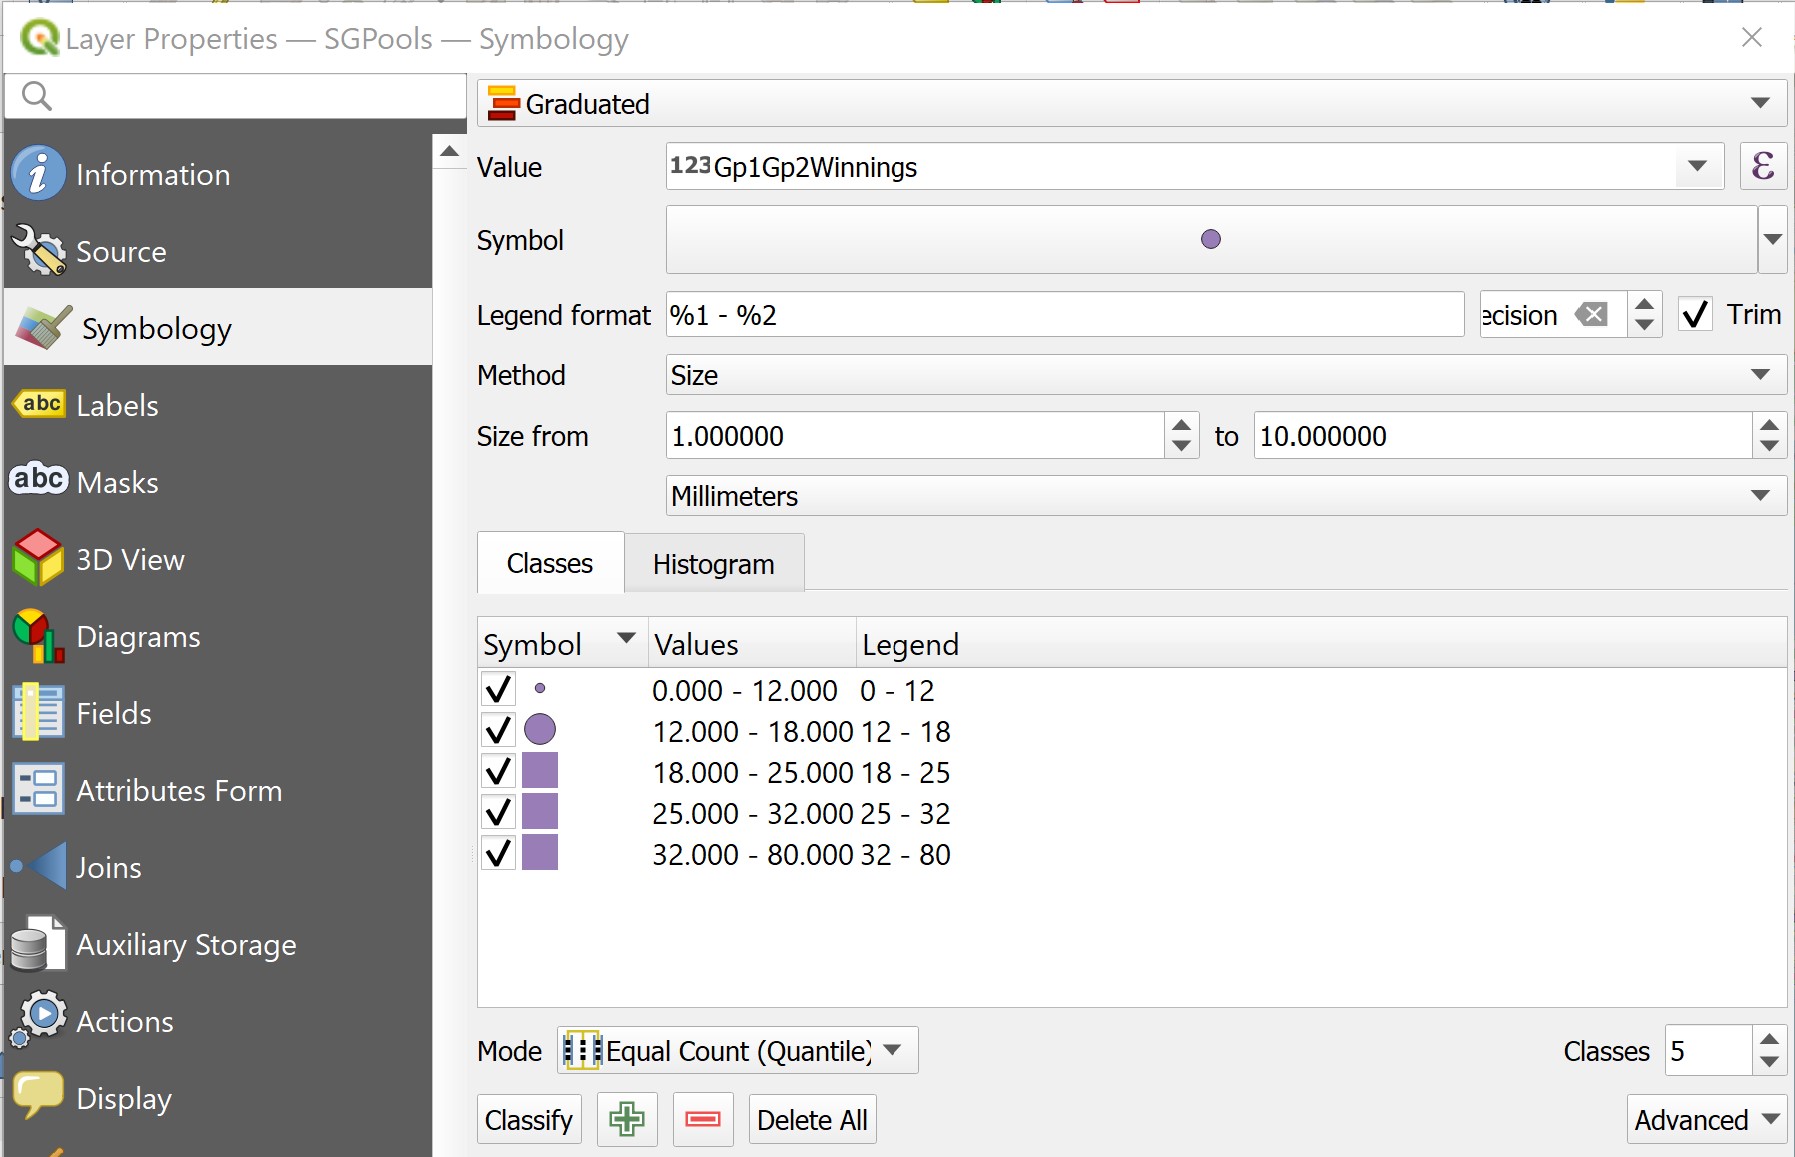 Layer Properties — SGPools — Symbology
Information
Source
Symbology
abc Labels
abc Masks
3D View
Diagrams
Fields
Attributes Form
Joins
Auxiliary Storage
Actions
Display
Graduated
Value 123 Gp1Gp2Winnings ε
Symbol
Legend format %1 - %2 ecision Trim
Method Size
Size from 1.000000 to 10.000000
Millimeters
Classes Histogram
Symbol Values Legend
0.000 - 12.000 0 - 12
12.000 - 18.000 12 - 18
18.000 - 25.000 18 - 25
25.000 - 32.000 25 - 32
32.000 - 80.000 32 - 80
Mode Equal Count (Quantile) Classes 5
Classify Delete All Advanced